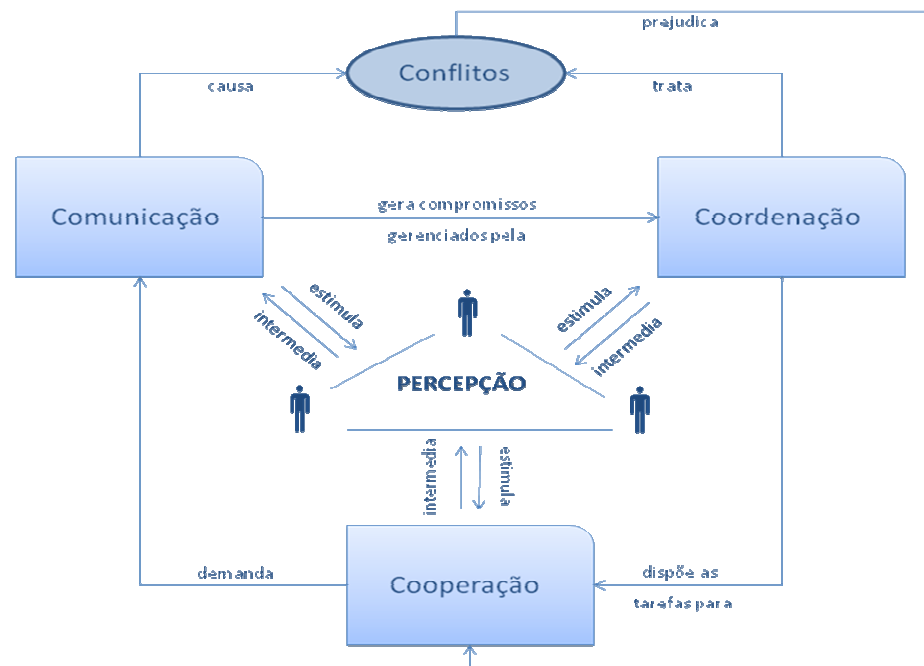 prejudica
Conflitos
causa
trata
Comunicação
gera compromissos
gerenciados pela
Coordenação
estimula
intermedia
estimula
intermedia
PERCEPÇÃO
intermedia
estimula
demanda
Cooperação
dispõe as
tarefas para